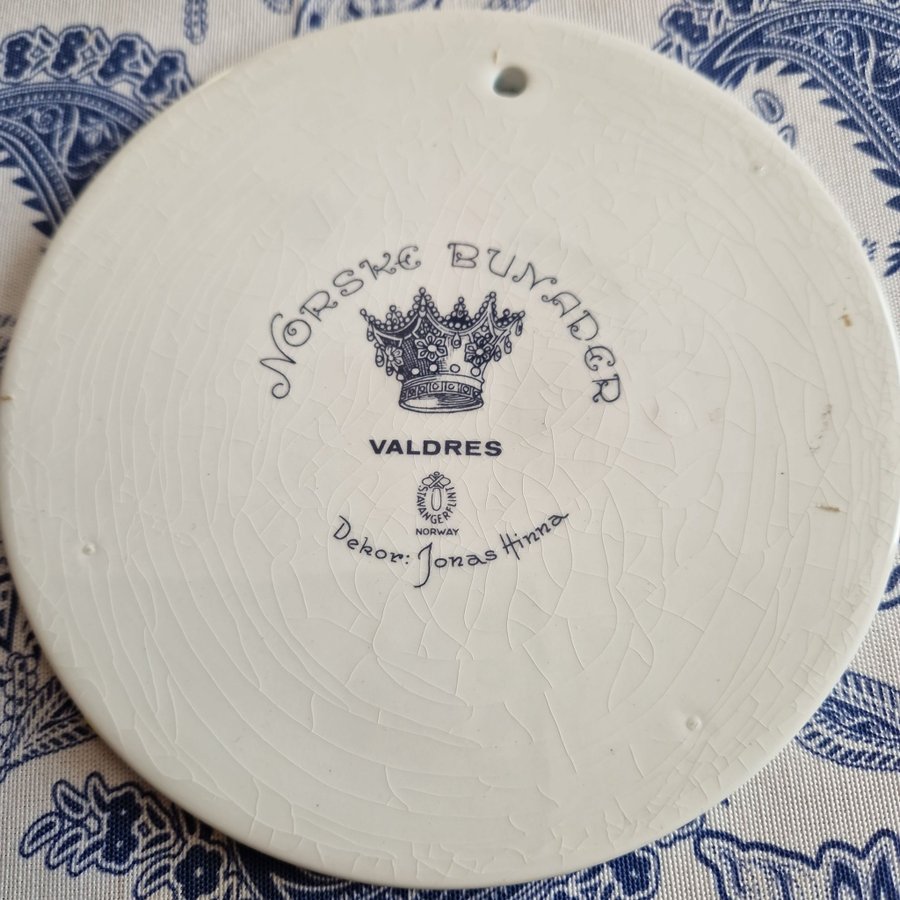 NORSKE BUNADER
VALDRES
STAVANGERFLINT
NORWAY
Dekor: Jonas Hinna